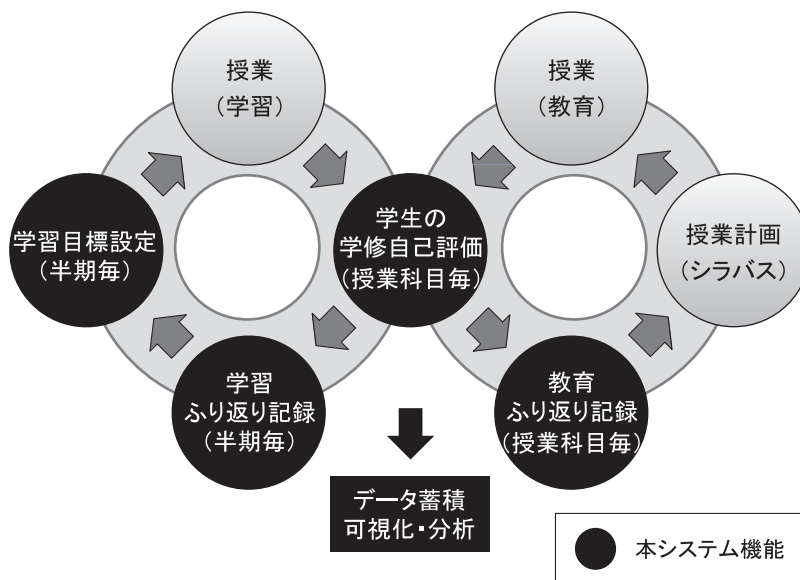 授業
（学習）
授業
（教育）
学習目標設定
（半期毎）
学生の
学修自己評価
（授業科目毎）
授業計画
（シラバス）
学習
ふり返り記録
（半期毎）
教育
ふり返り記録
（授業科目毎）
データ蓄積
可視化・分析
本システム機能